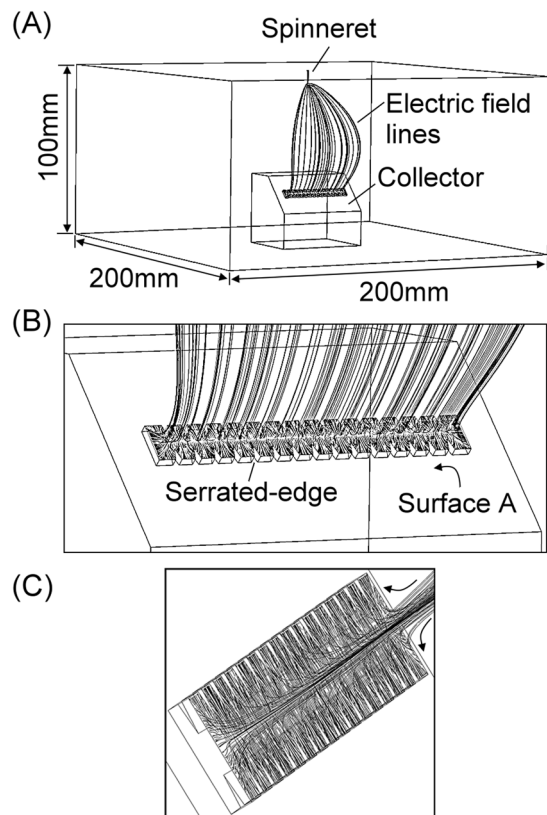 (A)
Spinneret
Electric field
lines
Collector
100mm
200mm
200mm
(B)
Serrated-edge
Surface A
(C)